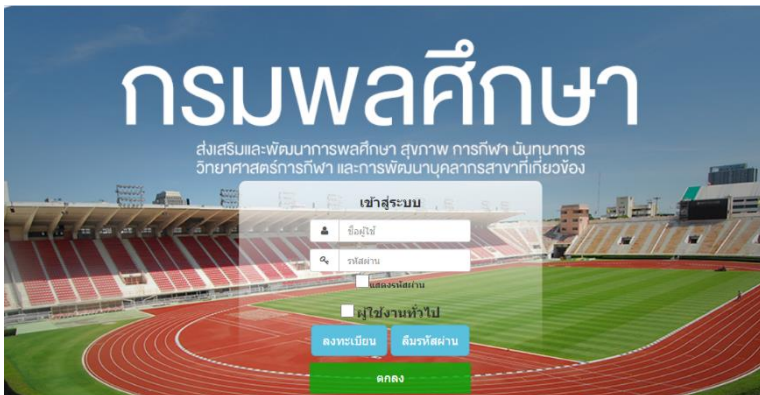 กรมพลศึกษา
ส่งเสริมและพัฒนาการพลศึกษา สุขภาพ การกีฬา นันทนาการ
วิทยาศาสตร์การกีฬา และการพัฒนาบุคลากรสาขาที่เกี่ยวข้อง
เข้าสู่ระบบ
ชื่อผู้ใช้
รหัสผ่าน
แสดงรหัสผ่าน
ผู้ใช้งานทั่วไป
ลงทะเบียน ลืมรหัสผ่าน
ตกลง